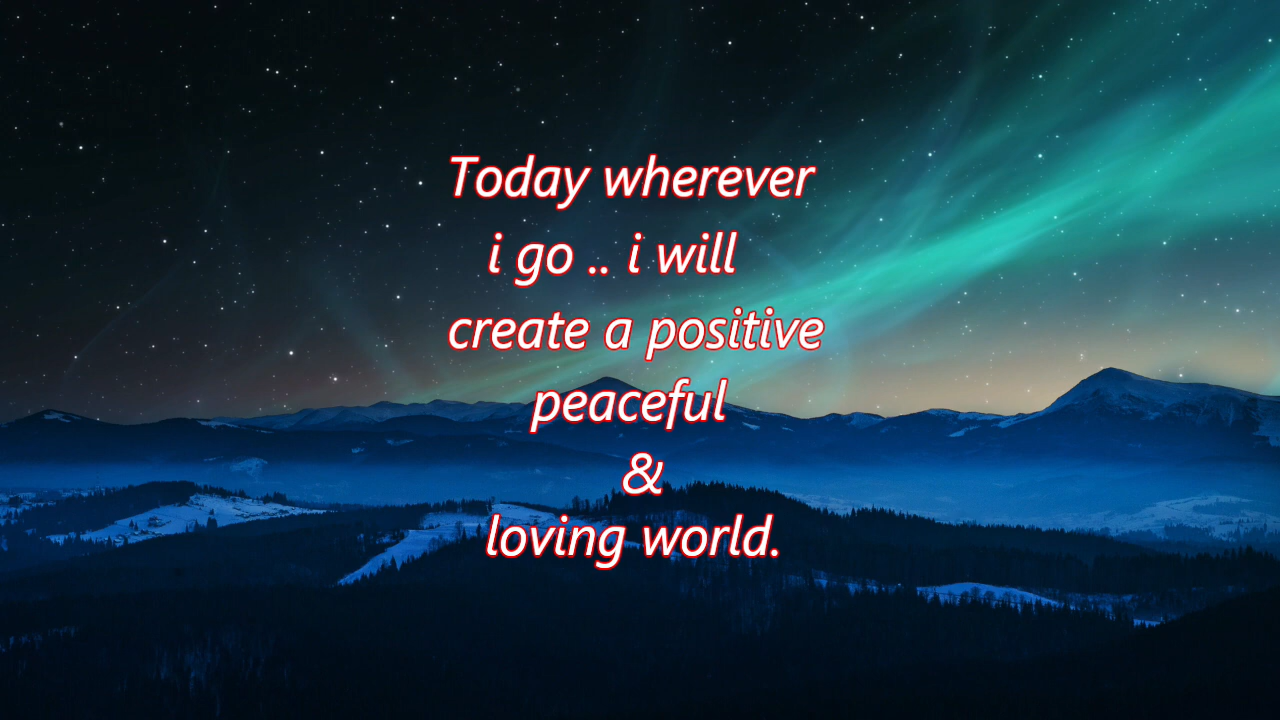 Today wherever
i go .. i will
create a positive
peaceful
&
loving world.